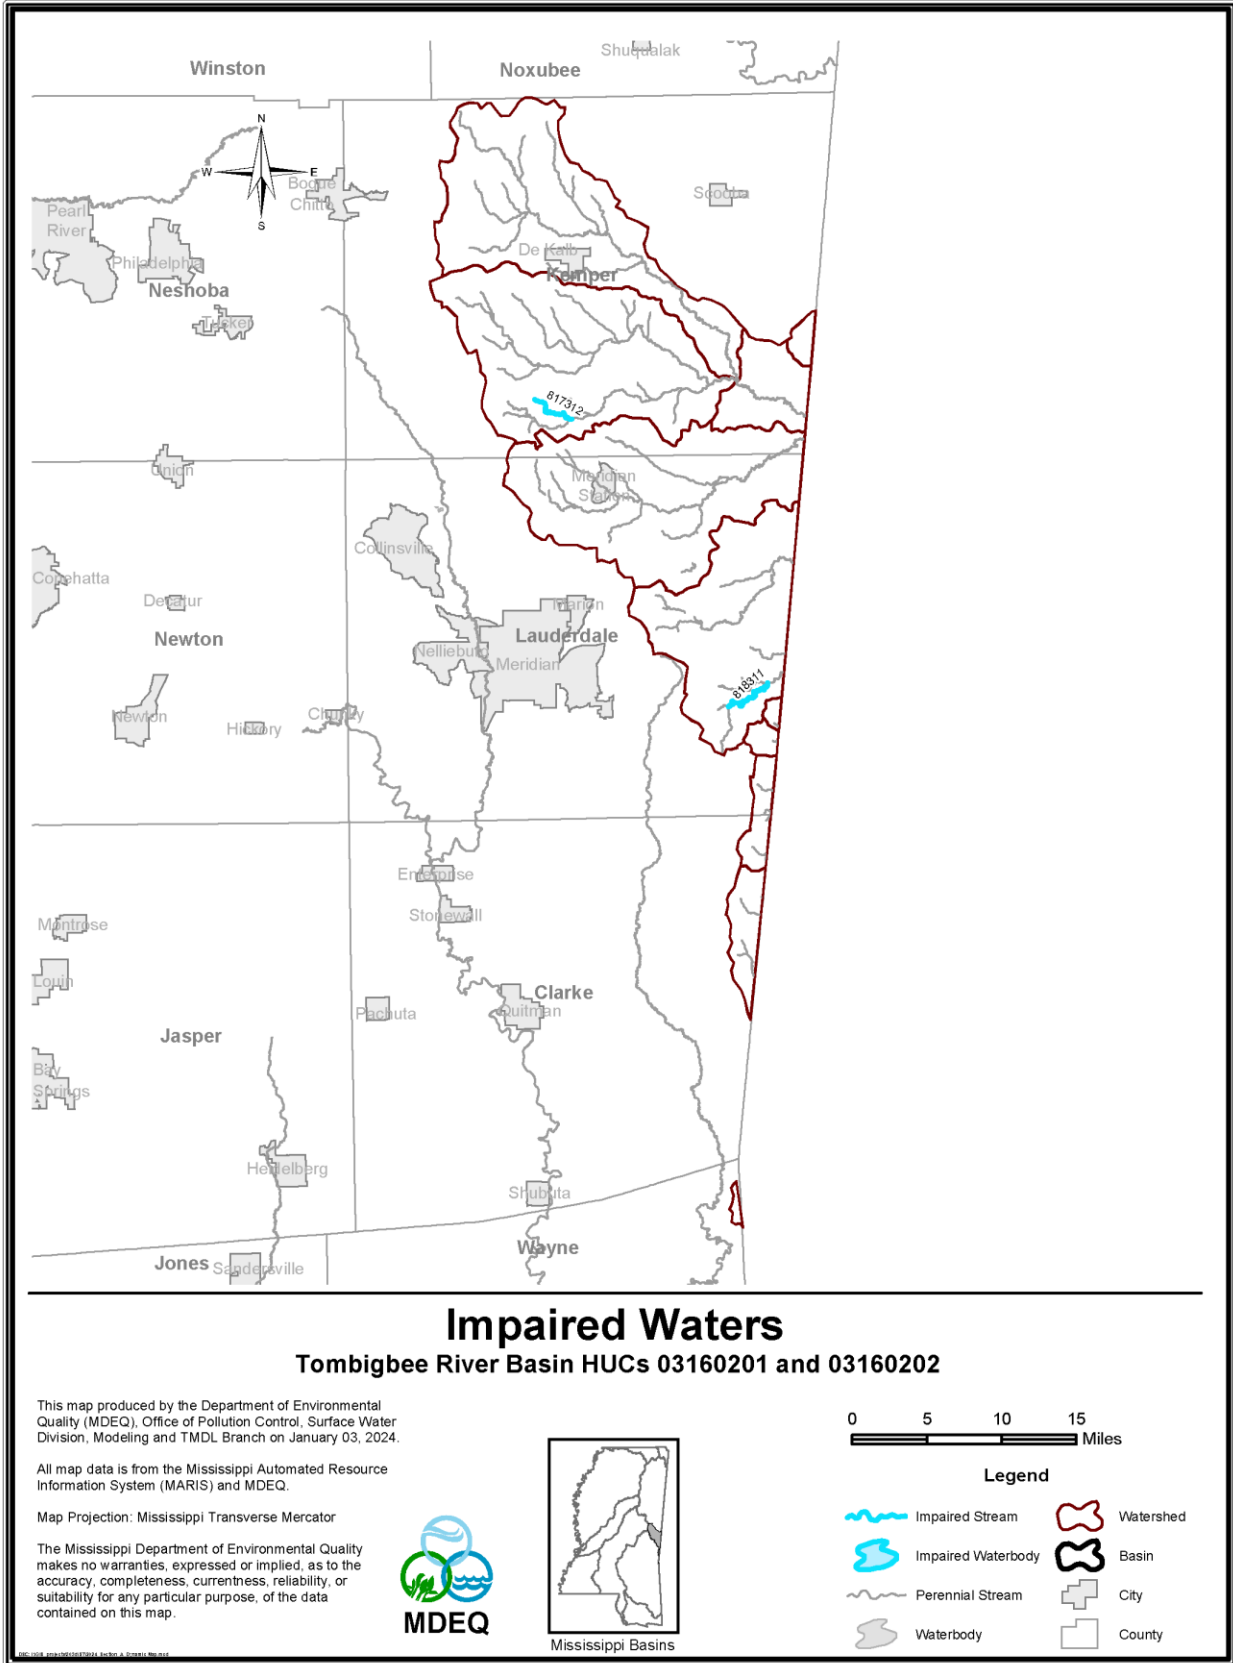 Shuqualak
Winston
Noxubee
N
W
E
S
Bogue
Chitto
Scooba
Pearl
River
Philadelphia
De Kalb
Kemper
Neshoba
Tucker
817312
Union
Meridian
Station
Collinsville
Conehatta
Decatur
Marion
Newton
Lauderdale
Nellieburg
Meridian
818311
Newton
Hickory
Chunky
Enterprise
Stonewall
Montrose
Louin
Clarke
Quitman
Pachuta
Jasper
Bay
Springs
Heidelberg
Shubuta
Wayne
Jones
Sandersville
Impaired Waters
Tombigbee River Basin HUCs 03160201 and 03160202
This map produced by the Department of Environmental
Quality (MDEQ), Office of Pollution Control, Surface Water
Division, Modeling and TMDL Branch on January 03, 2024.
All map data is from the Mississippi Automated Resource
Information System (MARIS) and MDEQ.
Map Projection: Mississippi Transverse Mercator
The Mississippi Department of Environmental Quality
makes no warranties, expressed or implied, as to the
accuracy, completeness, currentness, reliability, or
suitability for any particular purpose, of the data
contained on this map.
MDEQ
Mississippi Basins
0 5 10 15
Miles
Legend
Impaired Stream
Watershed
Impaired Waterbody
Basin
Perennial Stream
City
Waterbody
County